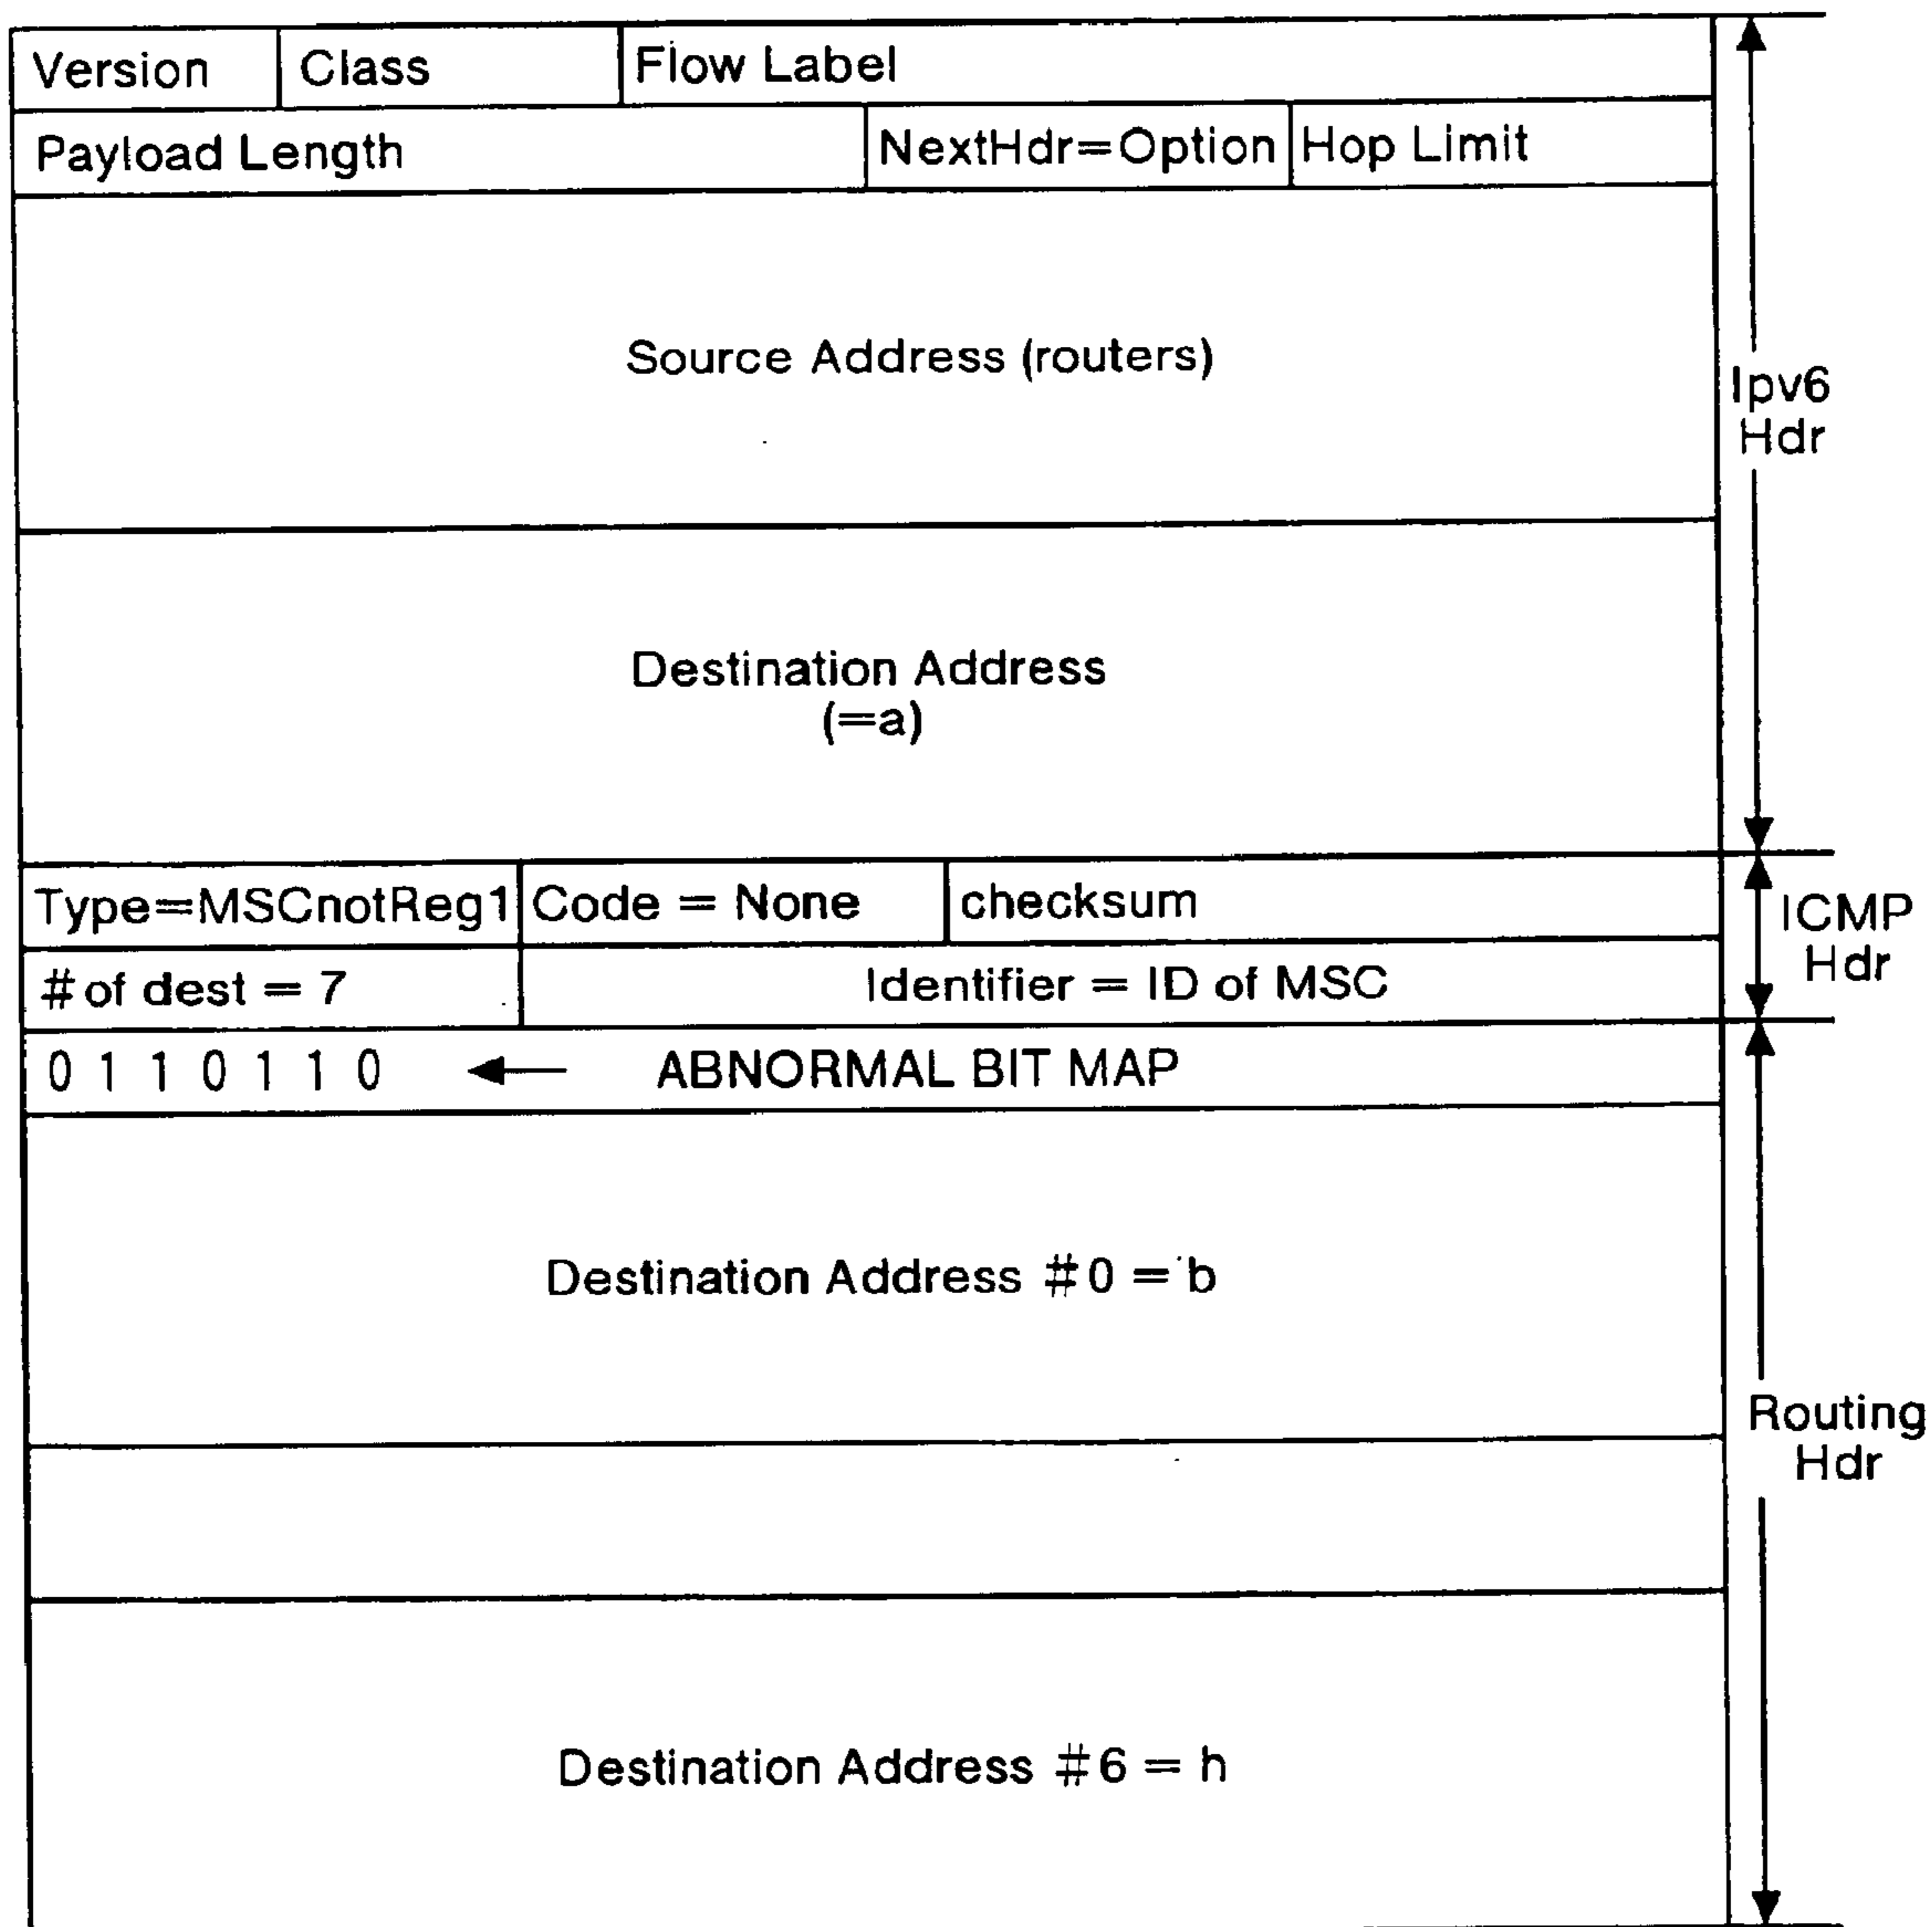 Version Class Flow Label
Payload Length NextHdr=Option Hop Limit
Source Address (routers)
Ipv6
Hdr
Destination Address
(=a)
Type=MSCnotReg1 Code = None checksum
ICMP
Hdr
# of dest = 7 Identifier = ID of MSC
0 1 1 0 1 1 0 ← ABNORMAL BIT MAP
Destination Address #0 = b
Routing
Hdr
Destination Address #6 = h